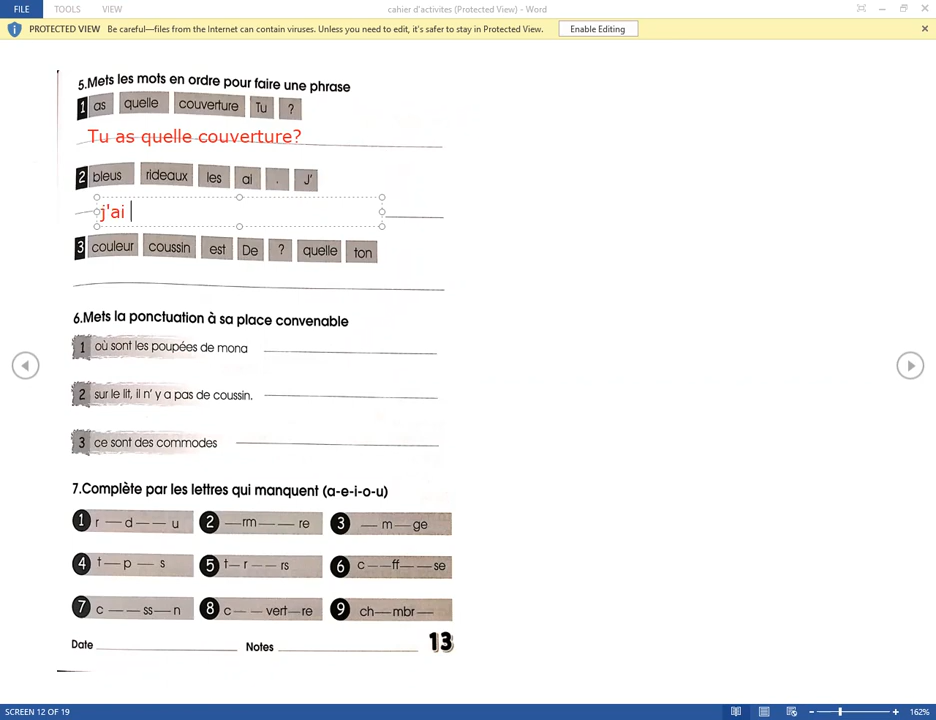 FILE TOOLS VIEW cahier d'activites (Protected View) - Word
PROTECTED VIEW Be careful—files from the Internet can contain viruses. Unless you need to edit, it's safer to stay in Protected View. Enable Editing
5.Mets les mots en ordre pour faire une phrase
1 as quelle couverture Tu ?
Tu as quelle couverture?
2 bleus rideaux les ai . J'
j'ai
3 couleur coussin est De ? quelle ton
6.Mets la ponctuation à sa place convenable
1 où sont les poupées de mona
2 sur le lit, il n' y a pas de coussin.
3 ce sont des commodes
7.Complète par les lettres qui manquent (a-e-i-o-u)
1 r — d — — u 2 —rm — — re 3 — m —ge
4 t — p — s 5 t— r — — rs 6 c — —ff— —se
7 c — — ss — n 8 c — — vert—re 9 ch— mbr —
Date Notes 13
SCREEN 12 OF 19 162%